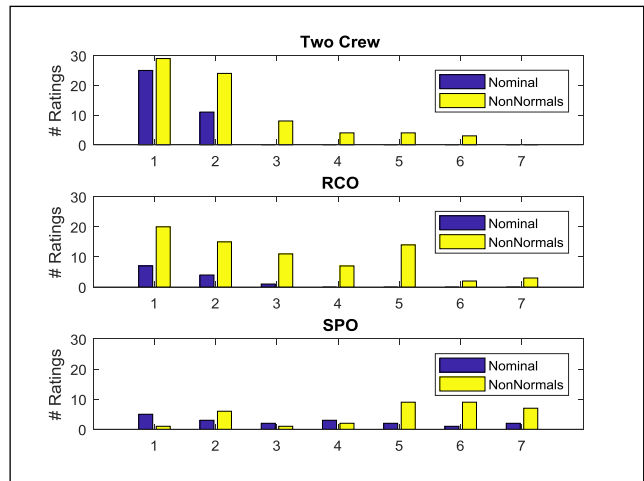 Two Crew
# Ratings
30
20
10
0
Nominal
NonNormals
1 2 3 4 5 6 7
RCO
# Ratings
30
20
10
0
Nominal
NonNormals
1 2 3 4 5 6 7
SPO
# Ratings
30
20
10
0
Nominal
NonNormals
1 2 3 4 5 6 7